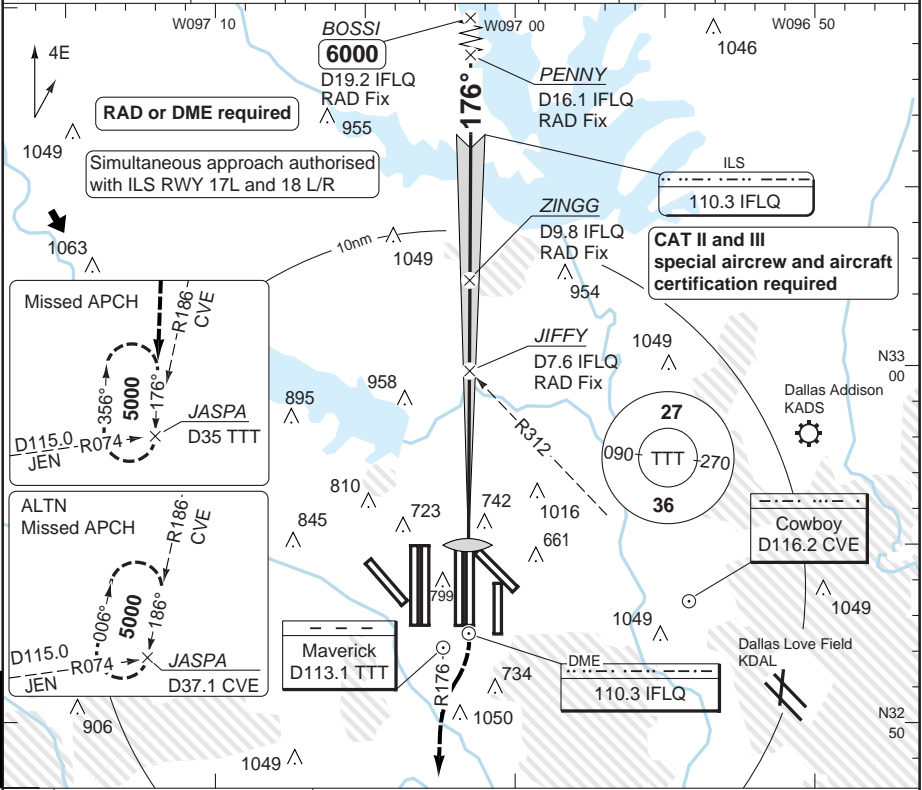 W097 10
W097 00
W096 50
4E
BOSSI
6000
D19.2 IFLQ
RAD Fix
176°
PENNY
D16.1 IFLQ
RAD Fix
1046
RAD or DME required
955
1049
Simultaneous approach authorised
with ILS RWY 17L and 18 L/R
ILS
110.3 IFLQ
ZINGG
D9.8 IFLQ
RAD Fix
CAT II and III
special aircrew and aircraft
certification required
1063
10nm
1049
954
Missed APCH
R186
CVE
356°
5000
176°
JASPA
D35 TTT
D115.0
JEN
R074
JIFFY
D7.6 IFLQ
RAD Fix
1049
N33
00
Dallas Addison
KADS
895
958
R312
27
090
TTT
270
36
810
723
742
1016
845
661
ALTN
Missed APCH
R186
CVE
006°
5000
186°
D115.0
JEN
R074
JASPA
D37.1 CVE
Cowboy
D116.2 CVE
799
1049
1049
Maverick
D113.1 TTT
R176
DME
110.3 IFLQ
734
1050
Dallas Love Field
KDAL
906
1049
N32
50